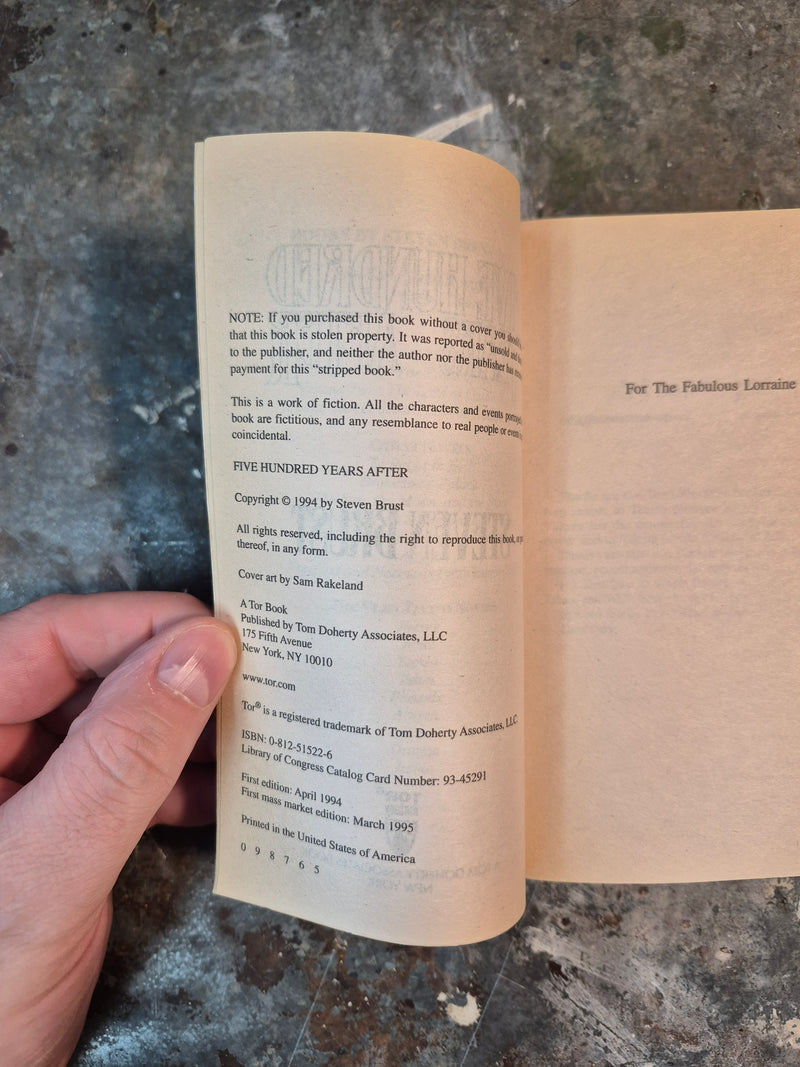 NOTE: If you purchased this book without a cover you should
that this book is stolen property. It was reported as "unsold and
to the publisher, and neither the author nor the publisher has
payment for this "stripped book."
This is a work of fiction. All the characters and events
book are fictitious, and any resemblance to real people or events
coincidental.
FIVE HUNDRED YEARS AFTER
Copyright © 1994 by Steven Brust
All rights reserved, including the right to reproduce this book,
thereof, in any form.
Cover art by Sam Rakeland
A Tor Book
Published by Tom Doherty Associates, LLC
175 Fifth Avenue
New York, NY 10010
www.tor.com
Tor® is a registered trademark of Tom Doherty Associates, LLC.
ISBN: 0-812-51522-6
Library of Congress Catalog Card Number: 93-45291
First edition: April 1994
First mass market edition: March 1995
Printed in the United States of America
0 9 8 7 6 5
For The Fabulous Lorraine